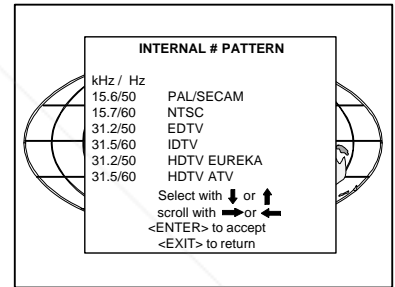 INTERNAL # PATTERN
kHz / Hz
15.6/50 PAL/SECAM
15.7/60 NTSC
31.2/50 EDTV
31.5/60 IDTV
31.2/50 HDTV EUREKA
31.5/60 HDTV ATV
Select with ⬇ or ⬆
scroll with ➡ or ⬅
<ENTER> to accept
<EXIT> to return